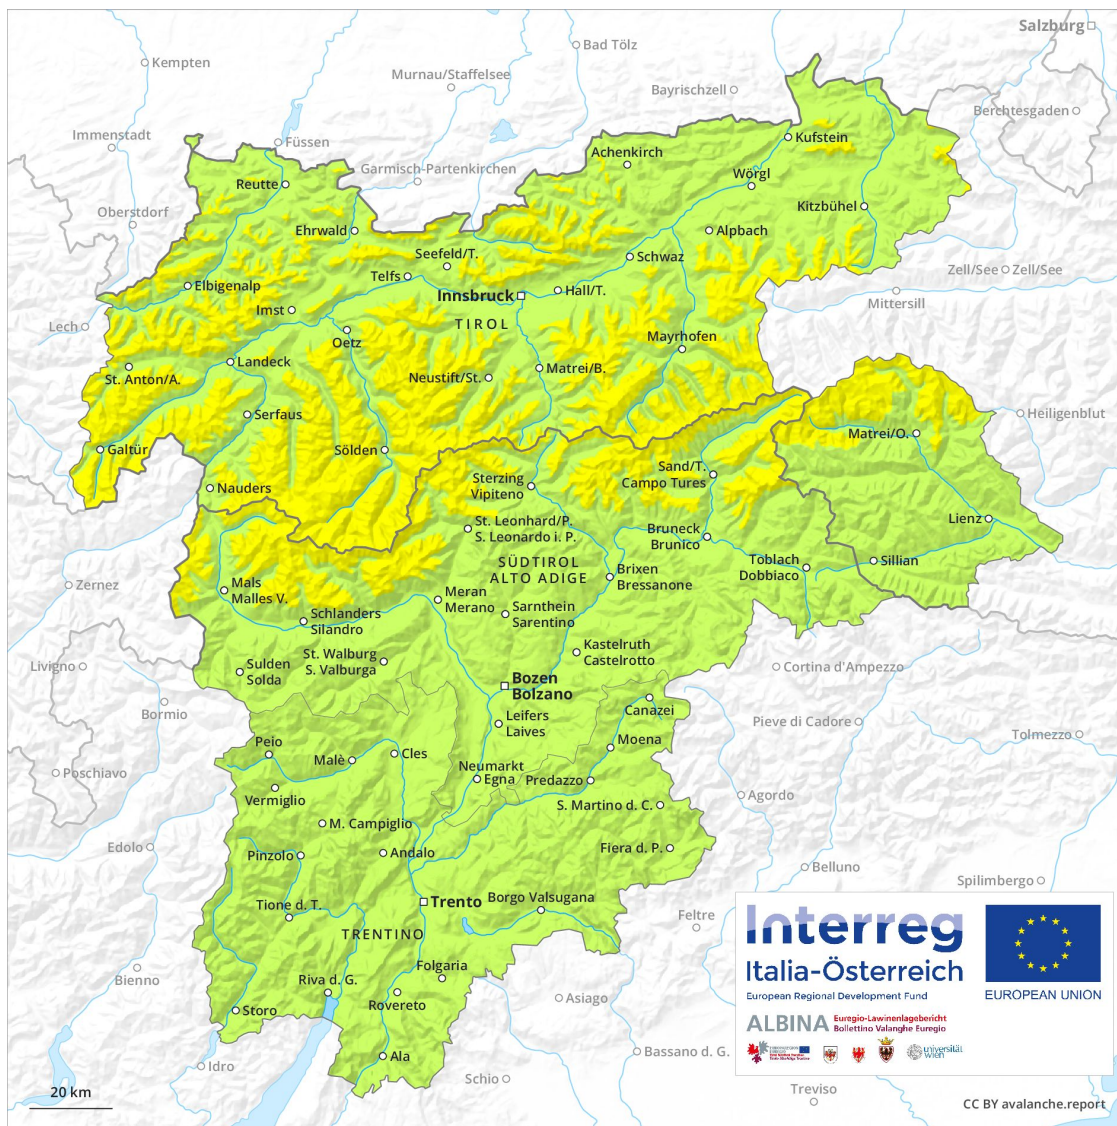 Salzburg
Bad Tölz
Kempten
Murnau/Staffelsee
Bayrischzell
Berchtesgaden
Immenstadt
Füssen
Kufstein
Achenkirch
Garmisch-Partenkirchen
Wörgl
Reutte
Oberstdorf
Kitzbühel
Ehrwald
Alpbach
Seefeld/T.
Schwaz
Telfs
Zell/See
Zell/See
Elbigenalp
Innsbruck
Hall/T.
Mittersill
Imst
TIROL
Lech
Oetz
Mayrhofen
Landeck
Matrei/B.
St. Anton/A.
Neustift/St.
Serfaus
Heiligenblut
Matrei/O.
Galtür
Sölden
Sand/T.
Campo Tures
Sterzing
Vipiteno
Nauders
St. Leonhard/P.
S. Leonardo i. P.
Bruneck
Brunico
Lienz
SÜDTIROL
ALTO ADIGE
Toblach
Dobbiaco
Sillian
Brixen
Bressanone
Zernez
Mals
Malles V.
Meran
Merano
Sarnthein
Sarentino
Schlanders
Silandro
Kastelruth
Castelrotto
St. Walburg
S. Valburga
Livigno
Sulden
Solda
Cortina d'Ampezzo
Bozen
Bolzano
Bormio
Canazei
Leifers
Laives
Pieve di Cadore
Tolmezzo
Peio
Moena
Malè
Cles
Poschiavo
Neumarkt
Egna
Predazzo
Vermiglio
Agordo
S. Martino d. C.
M. Campiglio
Edolo
Pinzolo
Andalo
Fiera d. P.
Belluno
Spilimbergo
Trento
Borgo Valsugana
Tione d. T.
Feltre
TRENTINO
Interreg
Italia-Österreich
European Regional Development Fund
EUROPEAN UNION
Folgaria
Bienno
Riva d. G.
Asiago
Rovereto
Storo
ALBINA
Euregio-Lawinenlagebericht
Bollettino Valanghe Euregio
universität
wien
Ala
Bassano d. G.
Idro
Schio
Treviso
20 km
CC BY avalanche.report